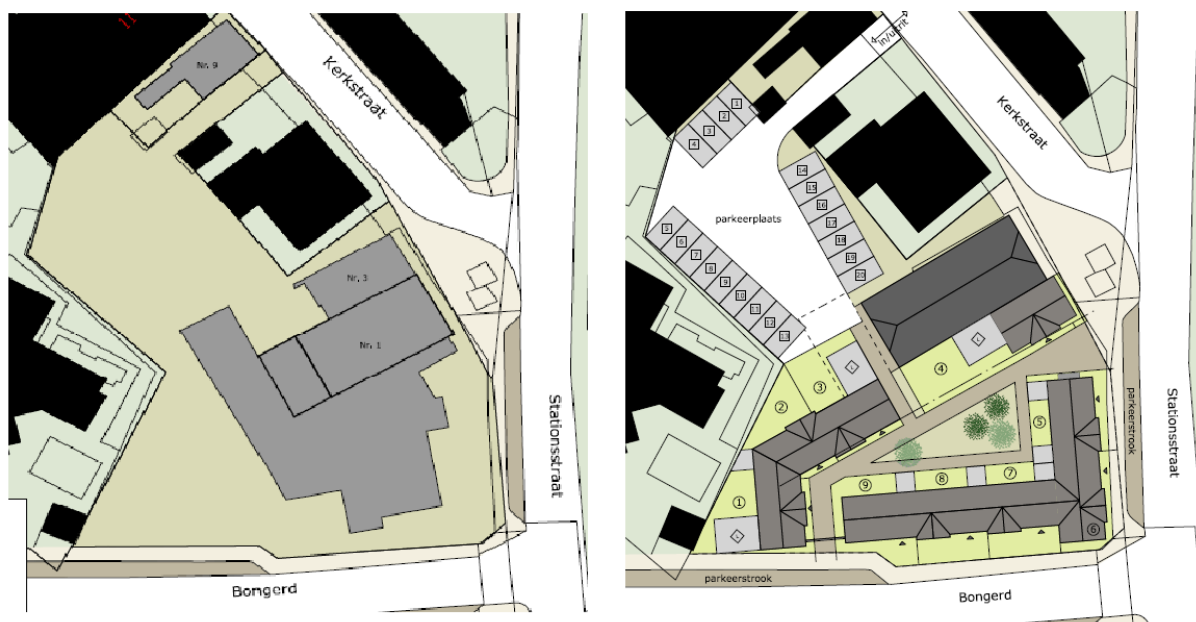 Nr. 9
Kerkstraat
Nr. 3
Nr. 1
Stationsstraat
Bongerd
in/uitrit
Kerkstraat
1
2
3
4
14
15
16
17
18
19
20
parkeerplaats
5
6
7
8
9
10
11
12
13
4
3
2
1
5
7
8
9
6
parkeerstrook
Stationsstraat
parkeerstrook
Bongerd